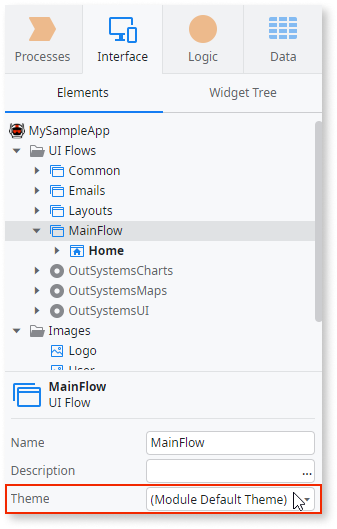 Processes Interface Logic Data
Elements Widget Tree
MySampleApp
UI Flows
Common
Emails
Layouts
MainFlow
Home
OutSystemsCharts
OutSystemsMaps
OutSystemsUI
Images
Logo
User
MainFlow
UI Flow
Name MainFlow
Description ...
Theme (Module Default Theme)